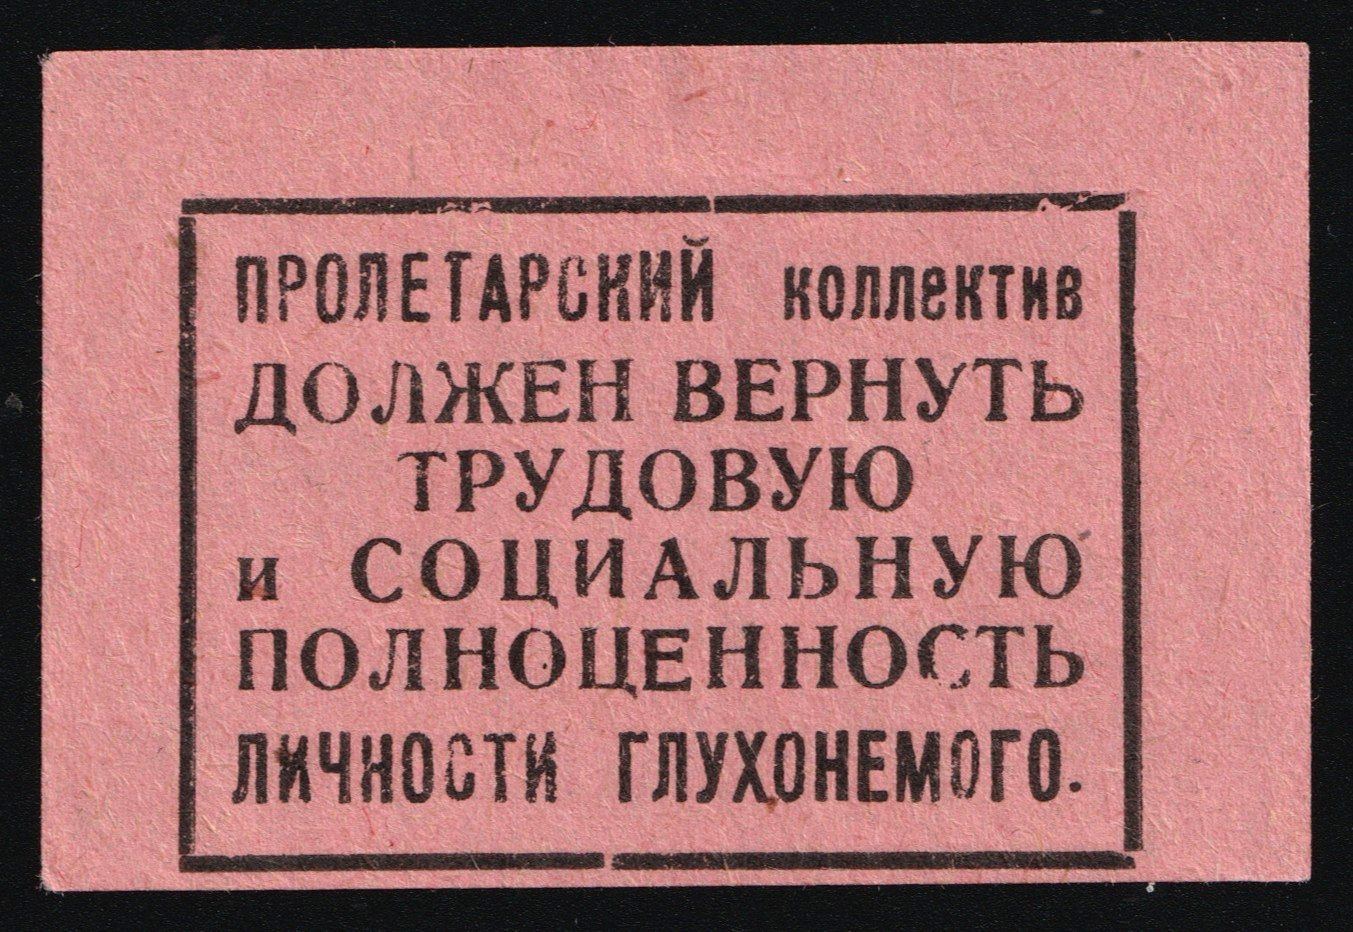 ПРОЛЕТАРСКИЙ коллектив
ДОЛЖЕН ВЕРНУТЬ
ТРУДОВУЮ
и СОЦИАЛЬНУЮ
ПОЛНОЦЕННОСТЬ
ЛИЧНОСТИ ГЛУХОНЕМОГО.